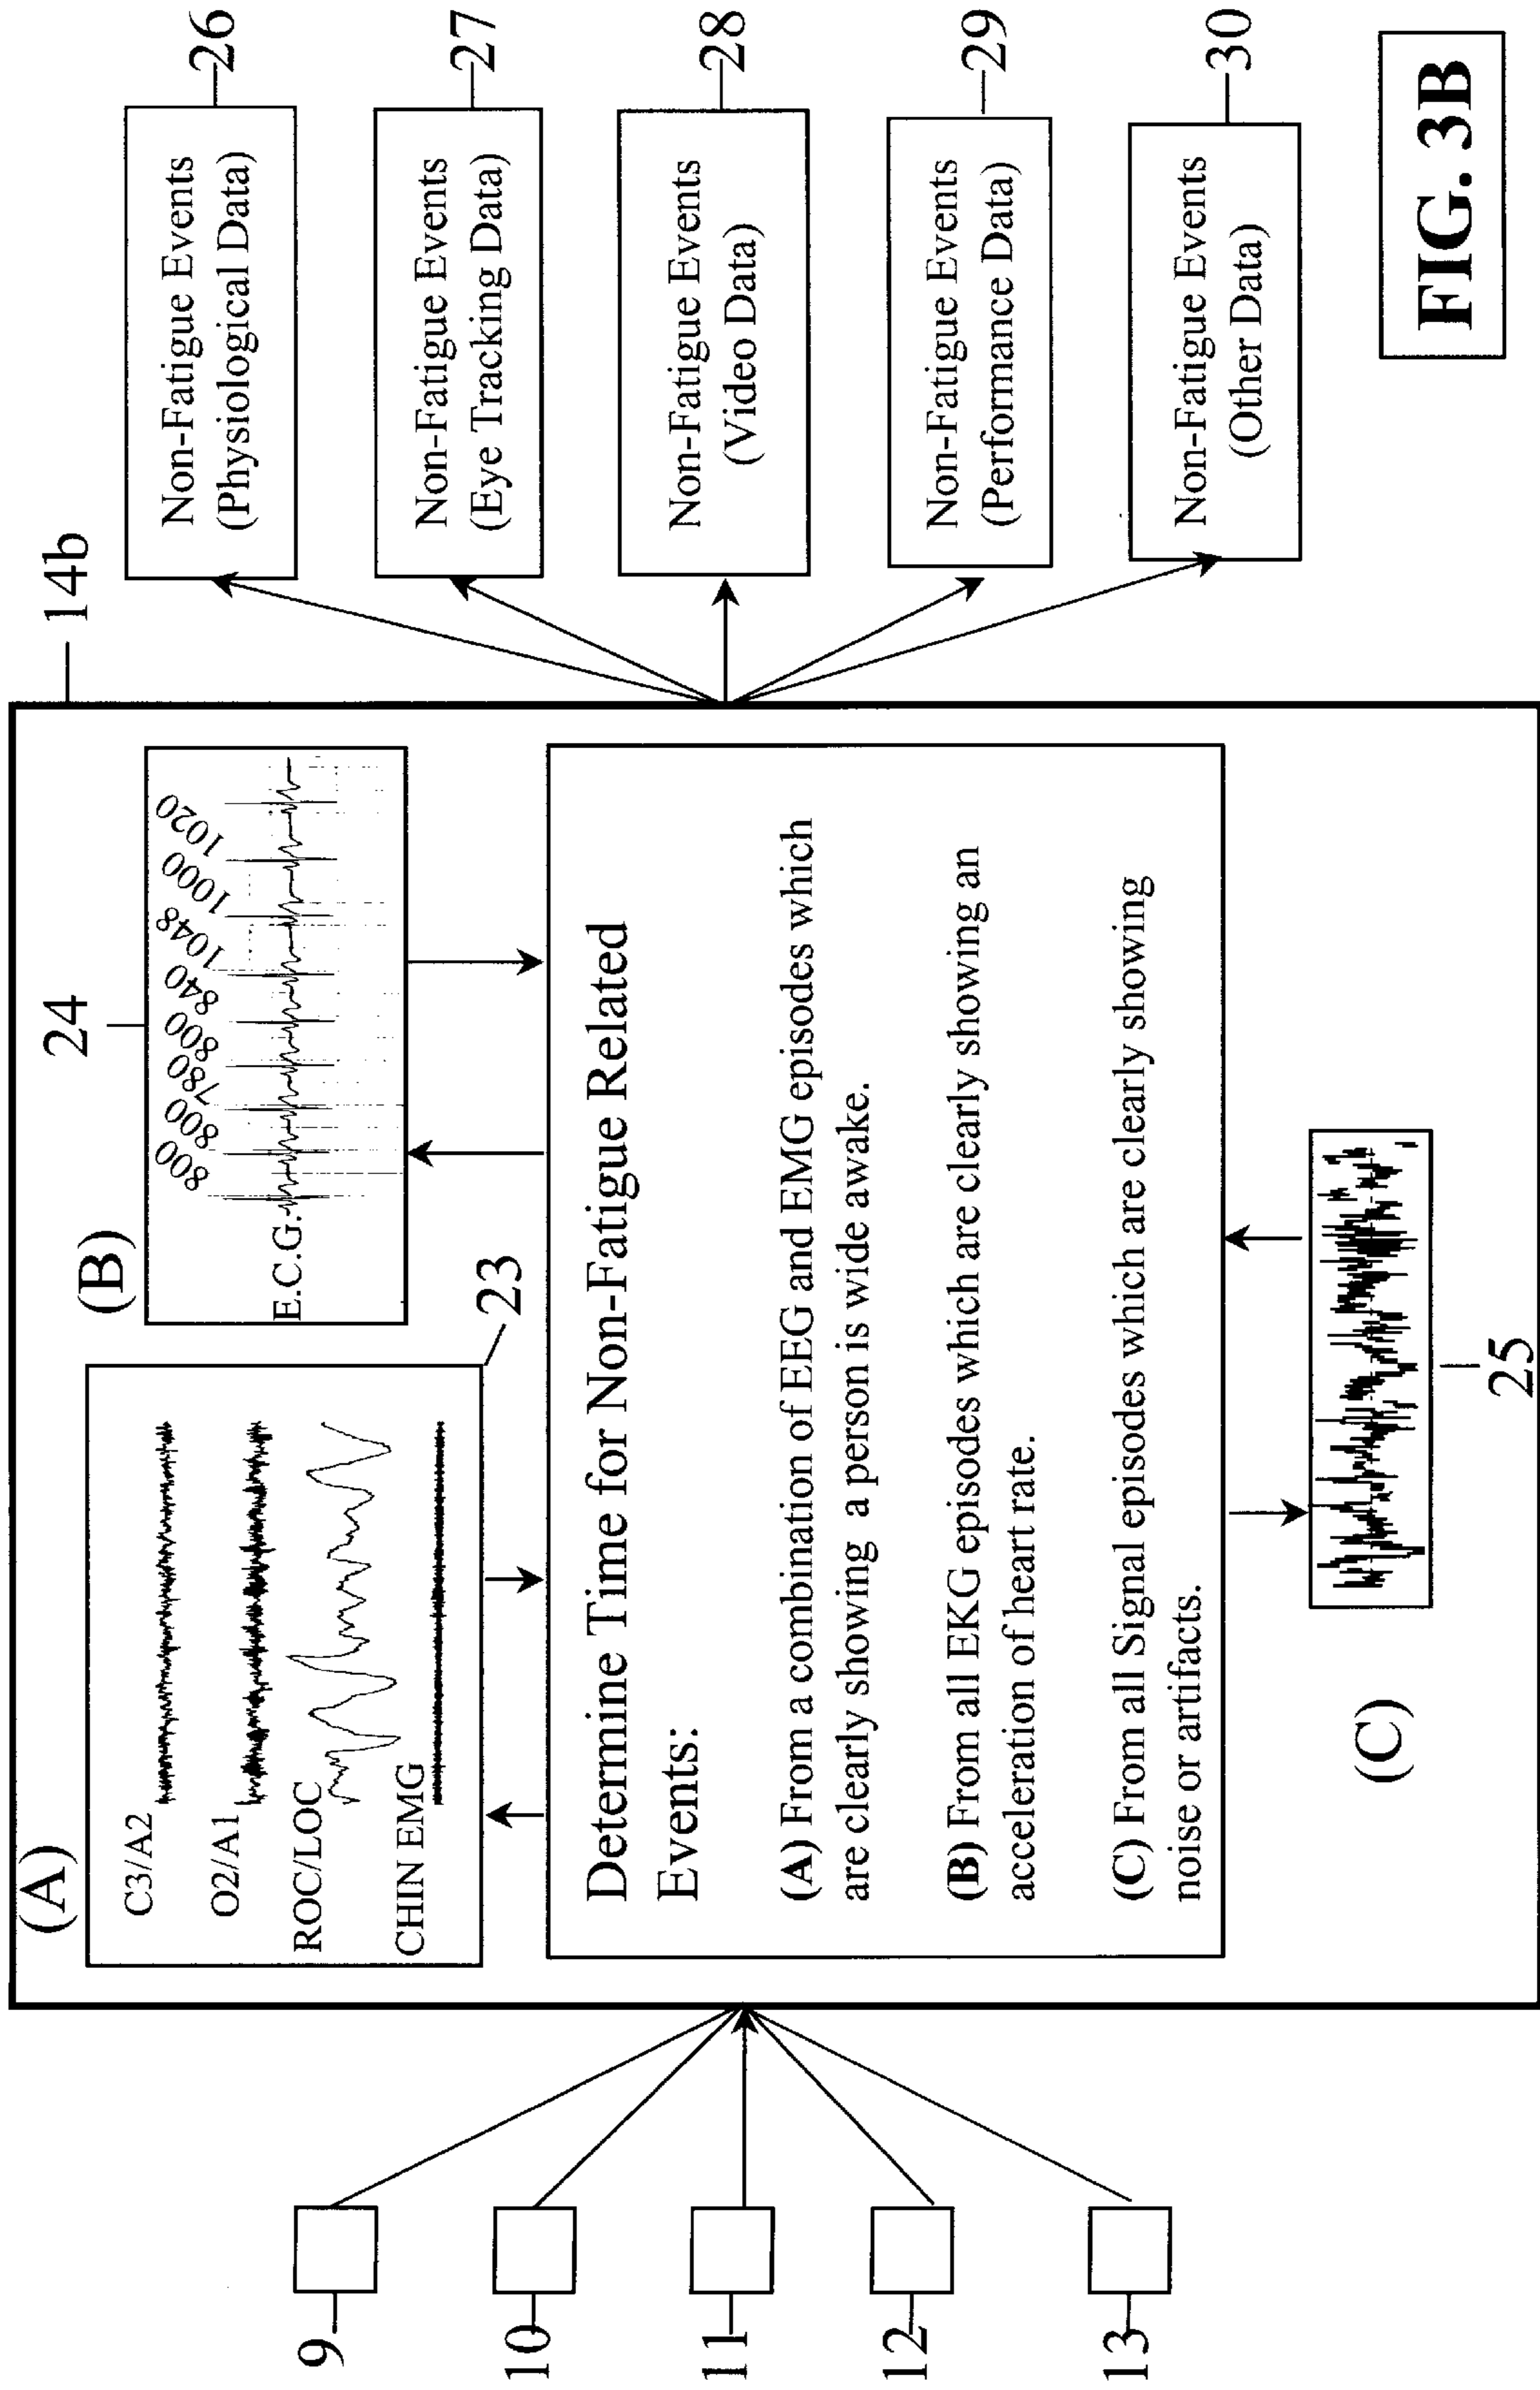 14b
(A)
C3/A2
O2/A1
ROC/LOC
CHIN EMG
23
(B)
24
800
800
780
800
840
1048
1000
1020
E.C.G.
Determine Time for Non-Fatigue Related
Events:
(A) From a combination of EEG and EMG episodes which
are clearly showing a person is wide awake.
(B) From all EKG episodes which are clearly showing an
acceleration of heart rate.
(C) From all Signal episodes which are clearly showing
noise or artifacts.
(C)
25
9
10
11
12
13
Non-Fatigue Events
(Physiological Data)
26
Non-Fatigue Events
(Eye Tracking Data)
27
Non-Fatigue Events
(Video Data)
28
Non-Fatigue Events
(Performance Data)
29
Non-Fatigue Events
(Other Data)
30
FIG. 3B